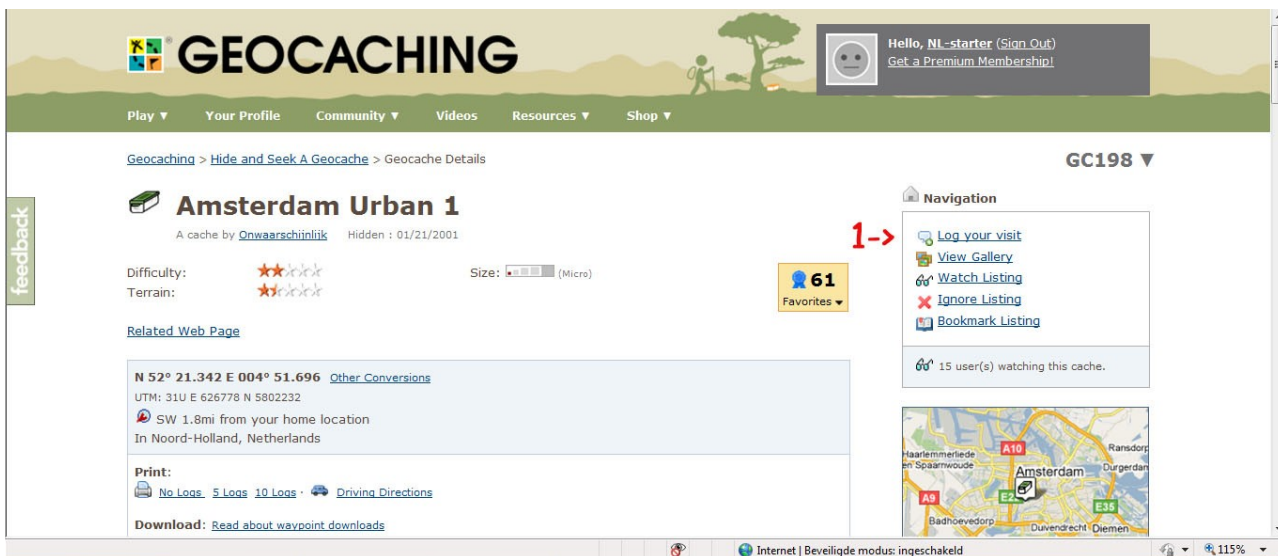 GEOCACHING
Hello, NL-starter (Sign Out)
Get a Premium Membership!
Play ▼ Your Profile Community ▼ Videos Resources ▼ Shop ▼
Geocaching > Hide and Seek A Geocache > Geocache Details
GC198 ▼
feedback
Amsterdam Urban 1
A cache by Onwaarschijnlijk Hidden : 01/21/2001
Difficulty:
Size: (Micro)
Terrain:
61
Favorites ▼
Related Web Page
Navigation
1-> Log your visit
View Gallery
Watch Listing
Ignore Listing
Bookmark Listing
15 user(s) watching this cache.
N 52° 21.342 E 004° 51.696 Other Conversions
UTM: 31U E 626778 N 5802232
SW 1.8mi from your home location
In Noord-Holland, Netherlands
Print:
No Logs 5 Logs 10 Logs · Driving Directions
Download: Read about waypoint downloads
Haarlemmerliede
en Spaarnwoude
A10
Ransdorp
Amsterdam
Durgerdam
A9
E35
Badhoevedorp
Duivendrecht
Diemen
Internet | Beveiligde modus: ingeschakeld
115%